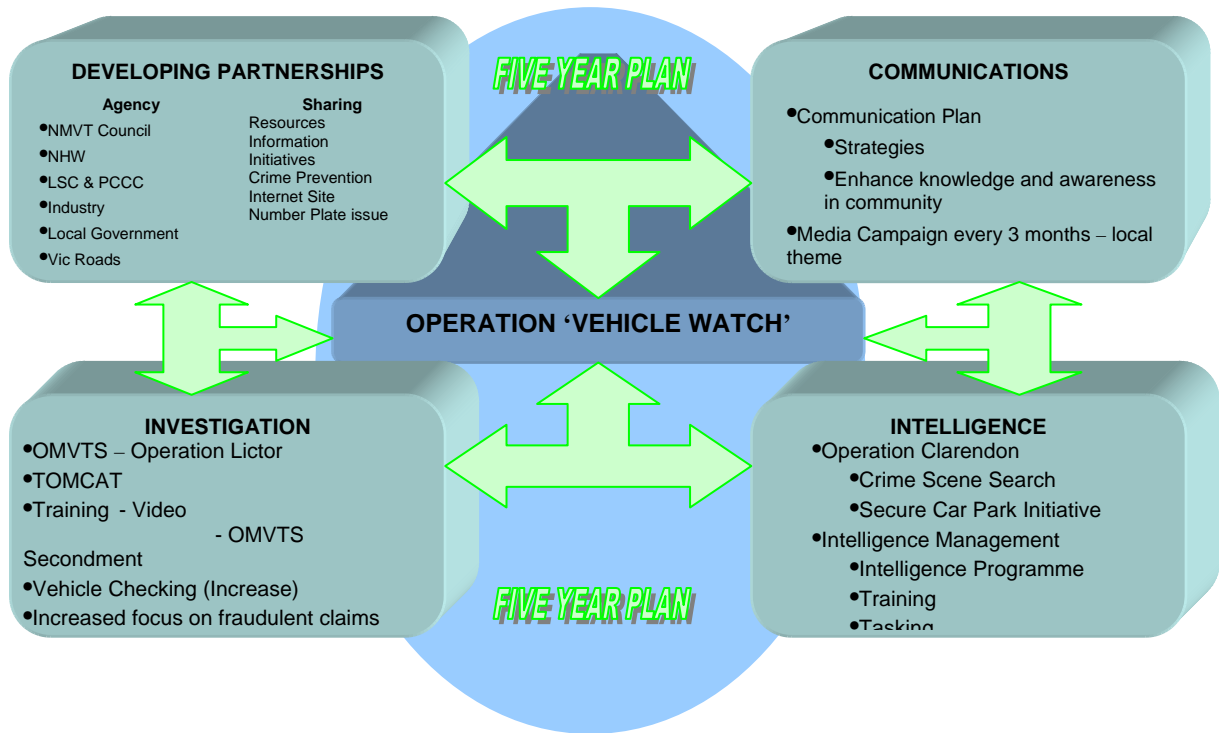 FIVE YEAR PLAN
DEVELOPING PARTNERSHIPS
Agency
•NMVT Council
•NHW
•LSC & PCCC
•Industry
•Local Government
•Vic Roads
Sharing
Resources
Information
Initiatives
Crime Prevention
Internet Site
Number Plate issue
COMMUNICATIONS
•Communication Plan
•Strategies
•Enhance knowledge and awareness
in community
•Media Campaign every 3 months – local
theme
OPERATION ‘VEHICLE WATCH’
INVESTIGATION
•OMVTS – Operation Lictor
•TOMCAT
•Training - Video
- OMVTS
Secondment
•Vehicle Checking (Increase)
•Increased focus on fraudulent claims
INTELLIGENCE
•Operation Clarendon
•Crime Scene Search
•Secure Car Park Initiative
•Intelligence Management
•Intelligence Programme
•Training
•Tasking
FIVE YEAR PLAN